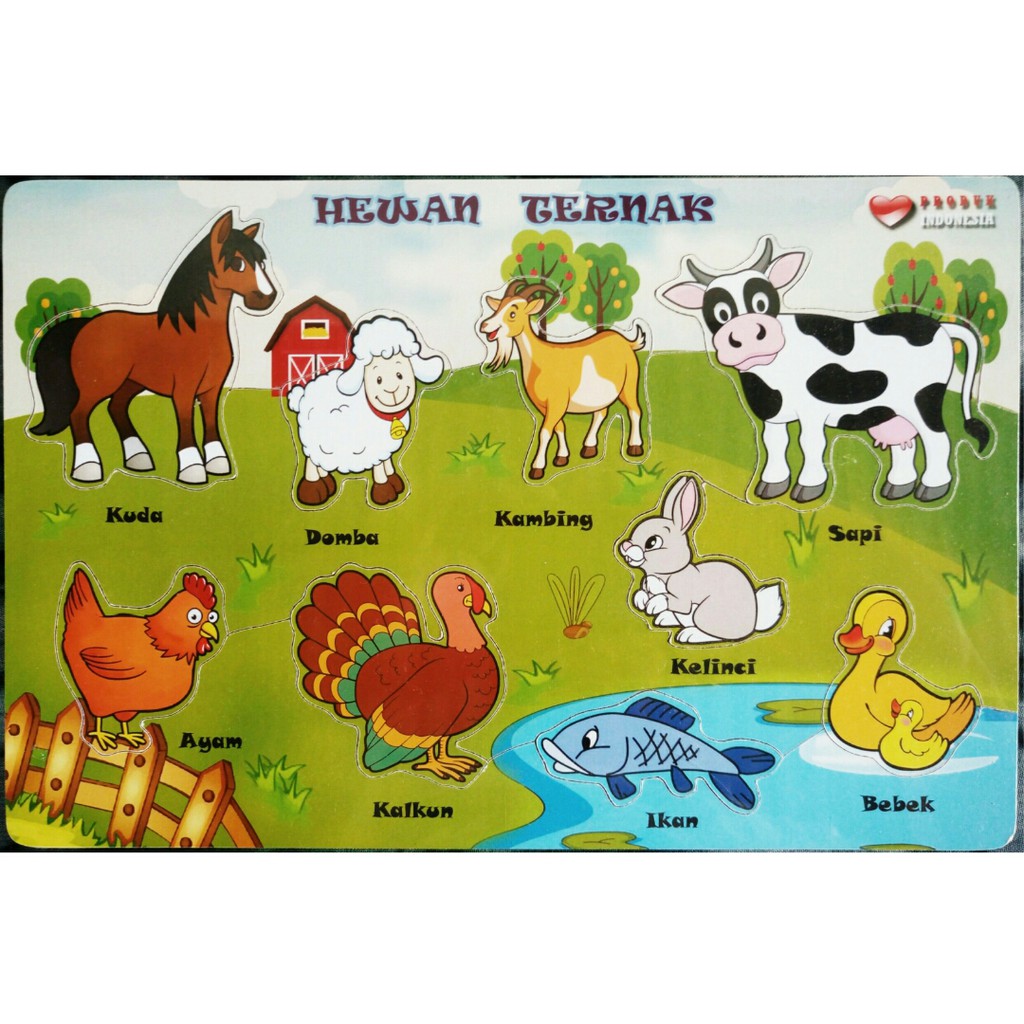 HEWAN TERNAK
PRODUK
INDONESIA
Kuda
Domba
Kambing
Sapi
Kelinci
Ayam
Kalkun
Ikan
Bebek